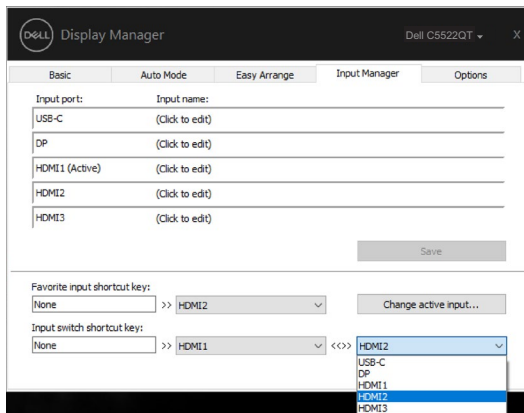 DELL Display Manager Dell C5522QT X
Basic Auto Mode Easy Arrange Input Manager Options
Input port: Input name:
USB-C (Click to edit)
DP (Click to edit)
HDMI1 (Active) (Click to edit)
HDMI2 (Click to edit)
HDMI3 (Click to edit)
Save
Favorite input shortcut key:
None >> HDMI2 Change active input...
Input switch shortcut key:
None >> HDMI1 <<>> HDMI2
USB-C
DP
HDMI1
HDMI2
HDMI3